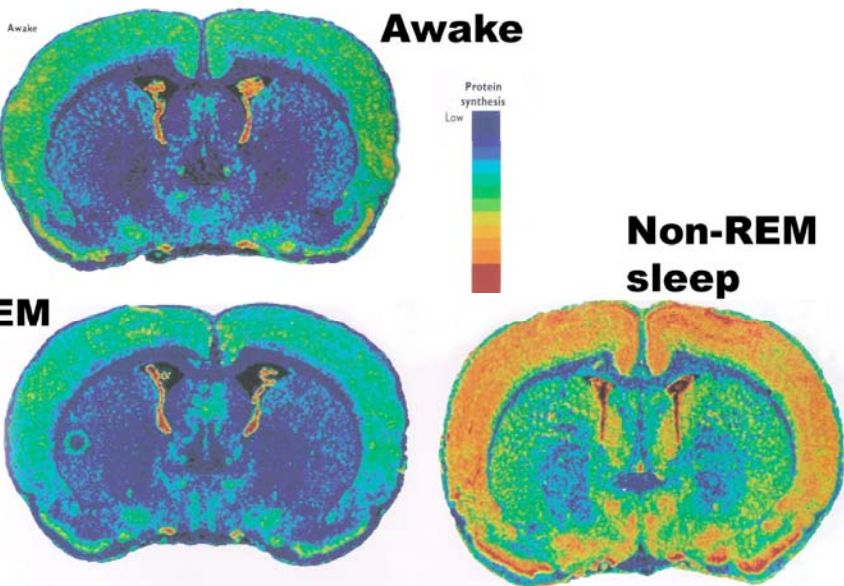 Awake
Awake
Protein
synthesis
Low
Non-REM
sleep
EM